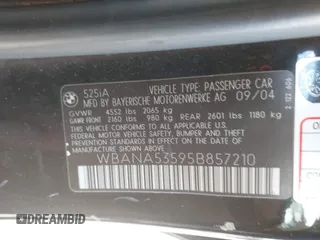 525iA VEHICLE TYPE: PASSENGER CAR
MFD BY BAYERISCHE MOTORENWERKE AG 09/04
GVWR 4552 lbs 2065 kg
GAWR FRONT 2160 lbs 980 kg REAR 2601 lbs 1180 kg
THIS VEHICLE CONFORMS TO ALL APPLICABLE
FEDERAL MOTOR VEHICLE SAFETY, BUMPER AND THEFT
PREVENTION STANDARDS IN EFFECT ON THE
DATE OF MANUFACTURE SHOWN ABOVE
WBANA53595B857210
DRIVEDAMAGE.COM